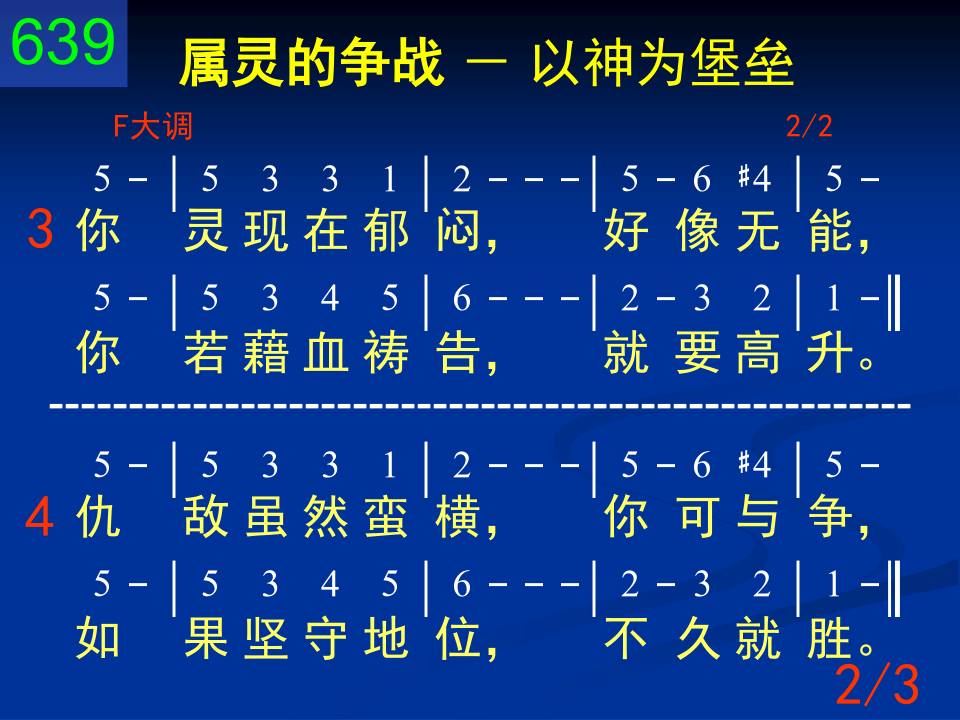 639
属灵的争战 － 以神为堡垒
F大调 2/2
5 － | 5 3 3 1 | 2 － － － | 5 － 6 #4 | 5 －
3 你 灵现在郁 闷， 好 像无 能，
5 － | 5 3 4 5 | 6 － － － | 2 － 3 2 | 1 － ‖
你 若藉血祷 告， 就 要高 升。
------------------------------------------------------
5 － | 5 3 3 1 | 2 － － － | 5 － 6 #4 | 5 －
4 仇 敌虽然蛮 横， 你 可与 争，
5 － | 5 3 4 5 | 6 － － － | 2 － 3 2 | 1 － ‖
如 果坚守地 位， 不 久就 胜。
2/3